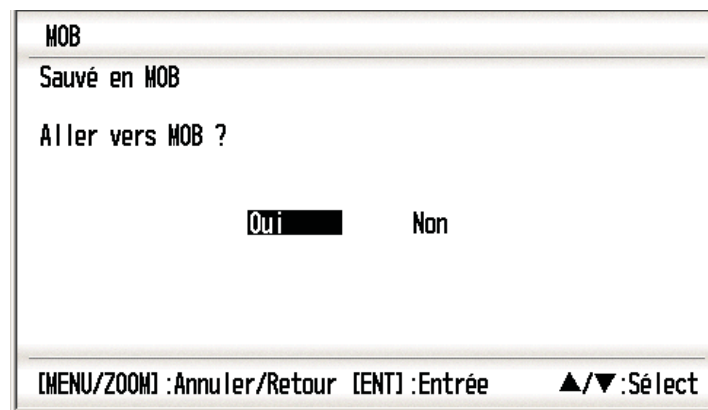 MOB
Sauvé en MOB
Aller vers MOB ?
Oui Non
[MENU/ZOOM]:Annuler/Retour [ENT]:Entrée ▲/▼:Sélect